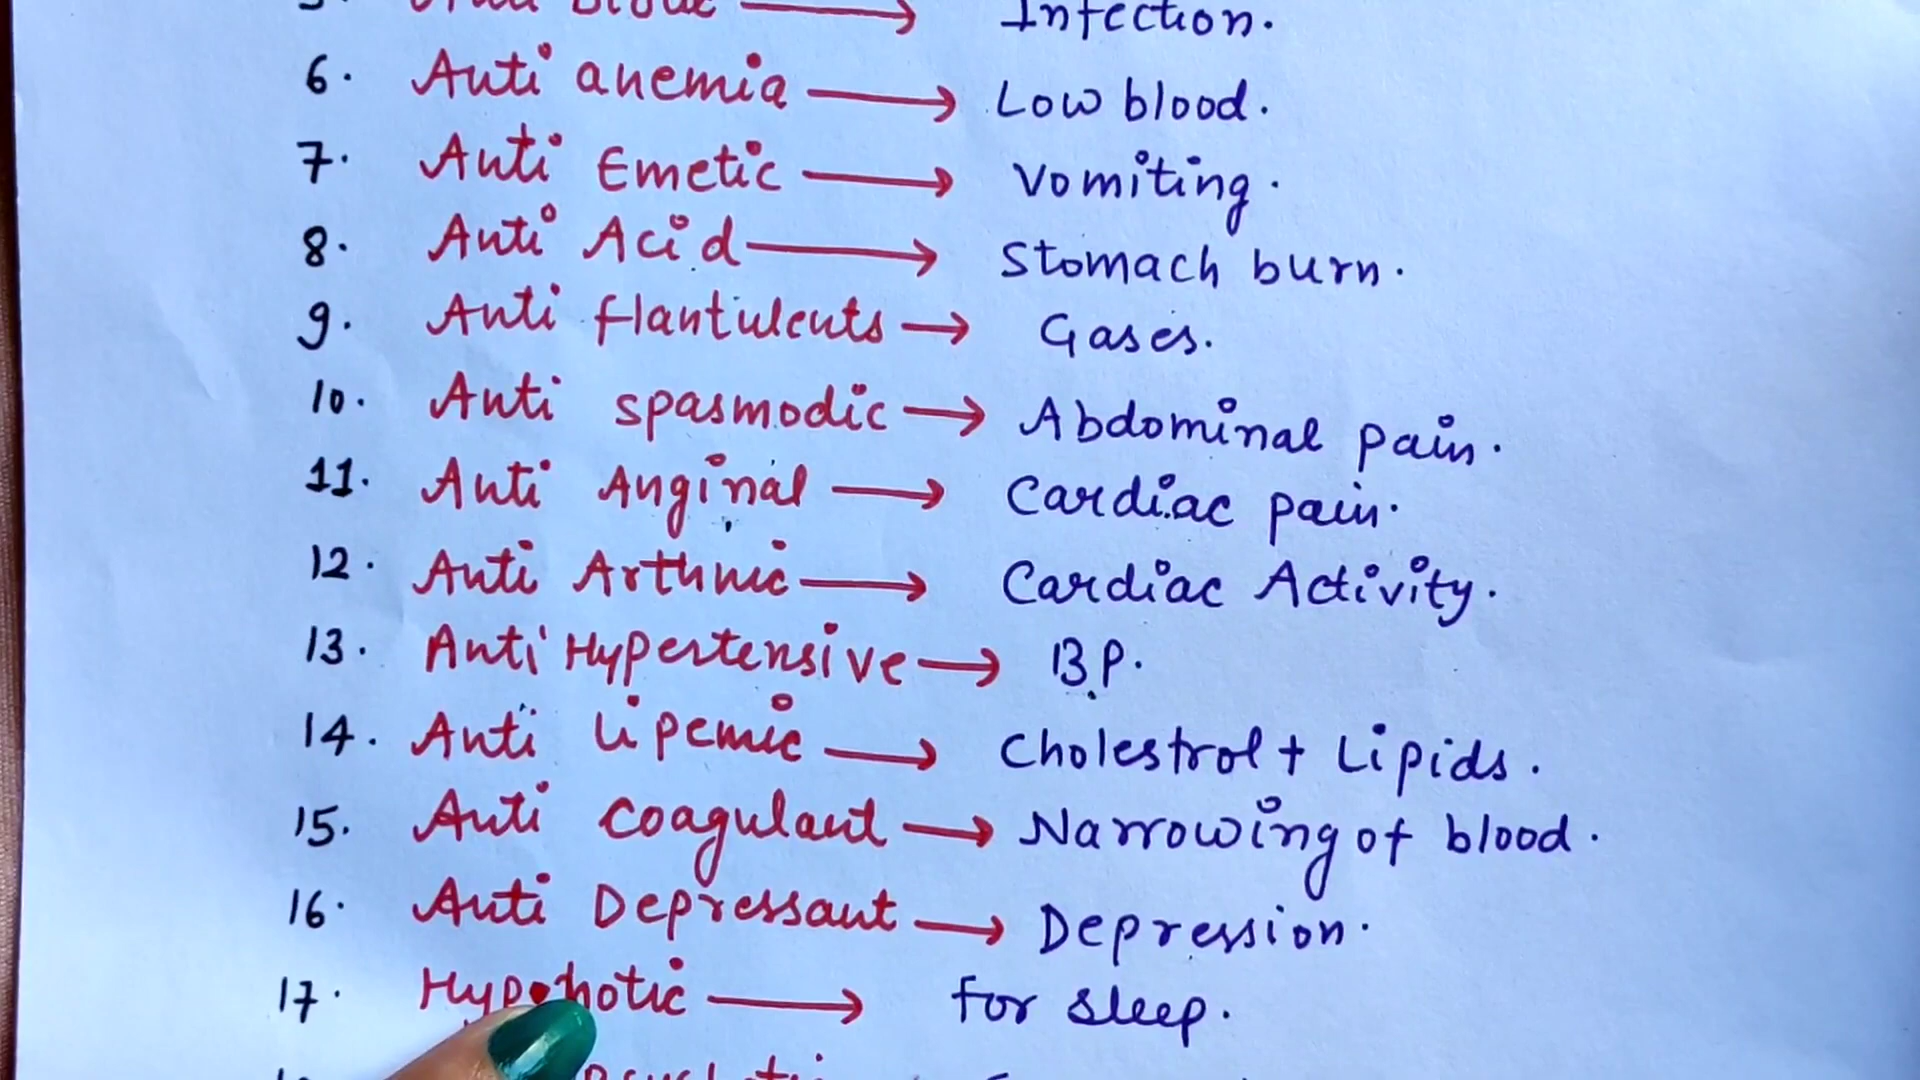 Infection.
6. Anti anemia → Low blood.
7. Anti Emetic → Vomiting.
8. Anti Acid → Stomach burn.
9. Anti flantulents → Gases.
10. Anti spasmodic → Abdominal pain.
11. Anti Anginal → Cardiac pain.
12. Anti Arthmic → Cardiac Activity.
13. Anti Hypertensive → B.P.
14. Anti Lipemic → Cholestrol + Lipids.
15. Anti coagulant → Narrowing of blood.
16. Anti Depressant → Depression.
17. → for sleep.